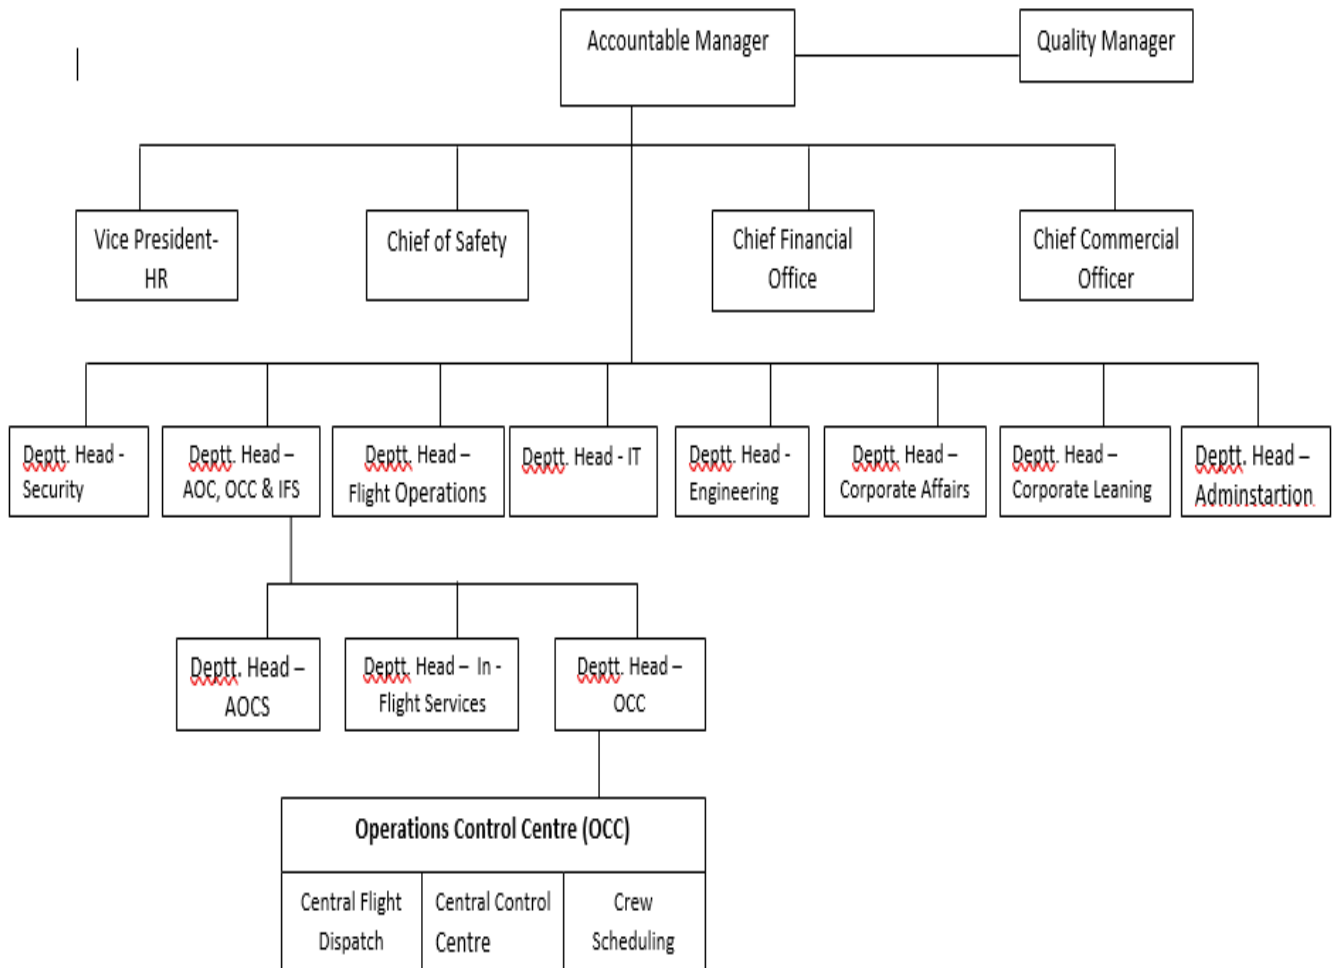 Accountable Manager
Quality Manager
Vice President-
HR
Chief of Safety
Chief Financial
Office
Chief Commercial
Officer
Deptt. Head -
Security
Deptt. Head –
AOC, OCC & IFS
Deptt. Head –
Flight Operations
Deptt. Head - IT
Deptt. Head -
Engineering
Deptt. Head –
Corporate Affairs
Deptt. Head –
Corporate Leaning
Deptt. Head –
Adminstartion
Deptt. Head –
AOCS
Deptt. Head – In -
Flight Services
Deptt. Head –
OCC
Operations Control Centre (OCC)
Central Flight
Dispatch
Central Control
Centre
Crew
Scheduling